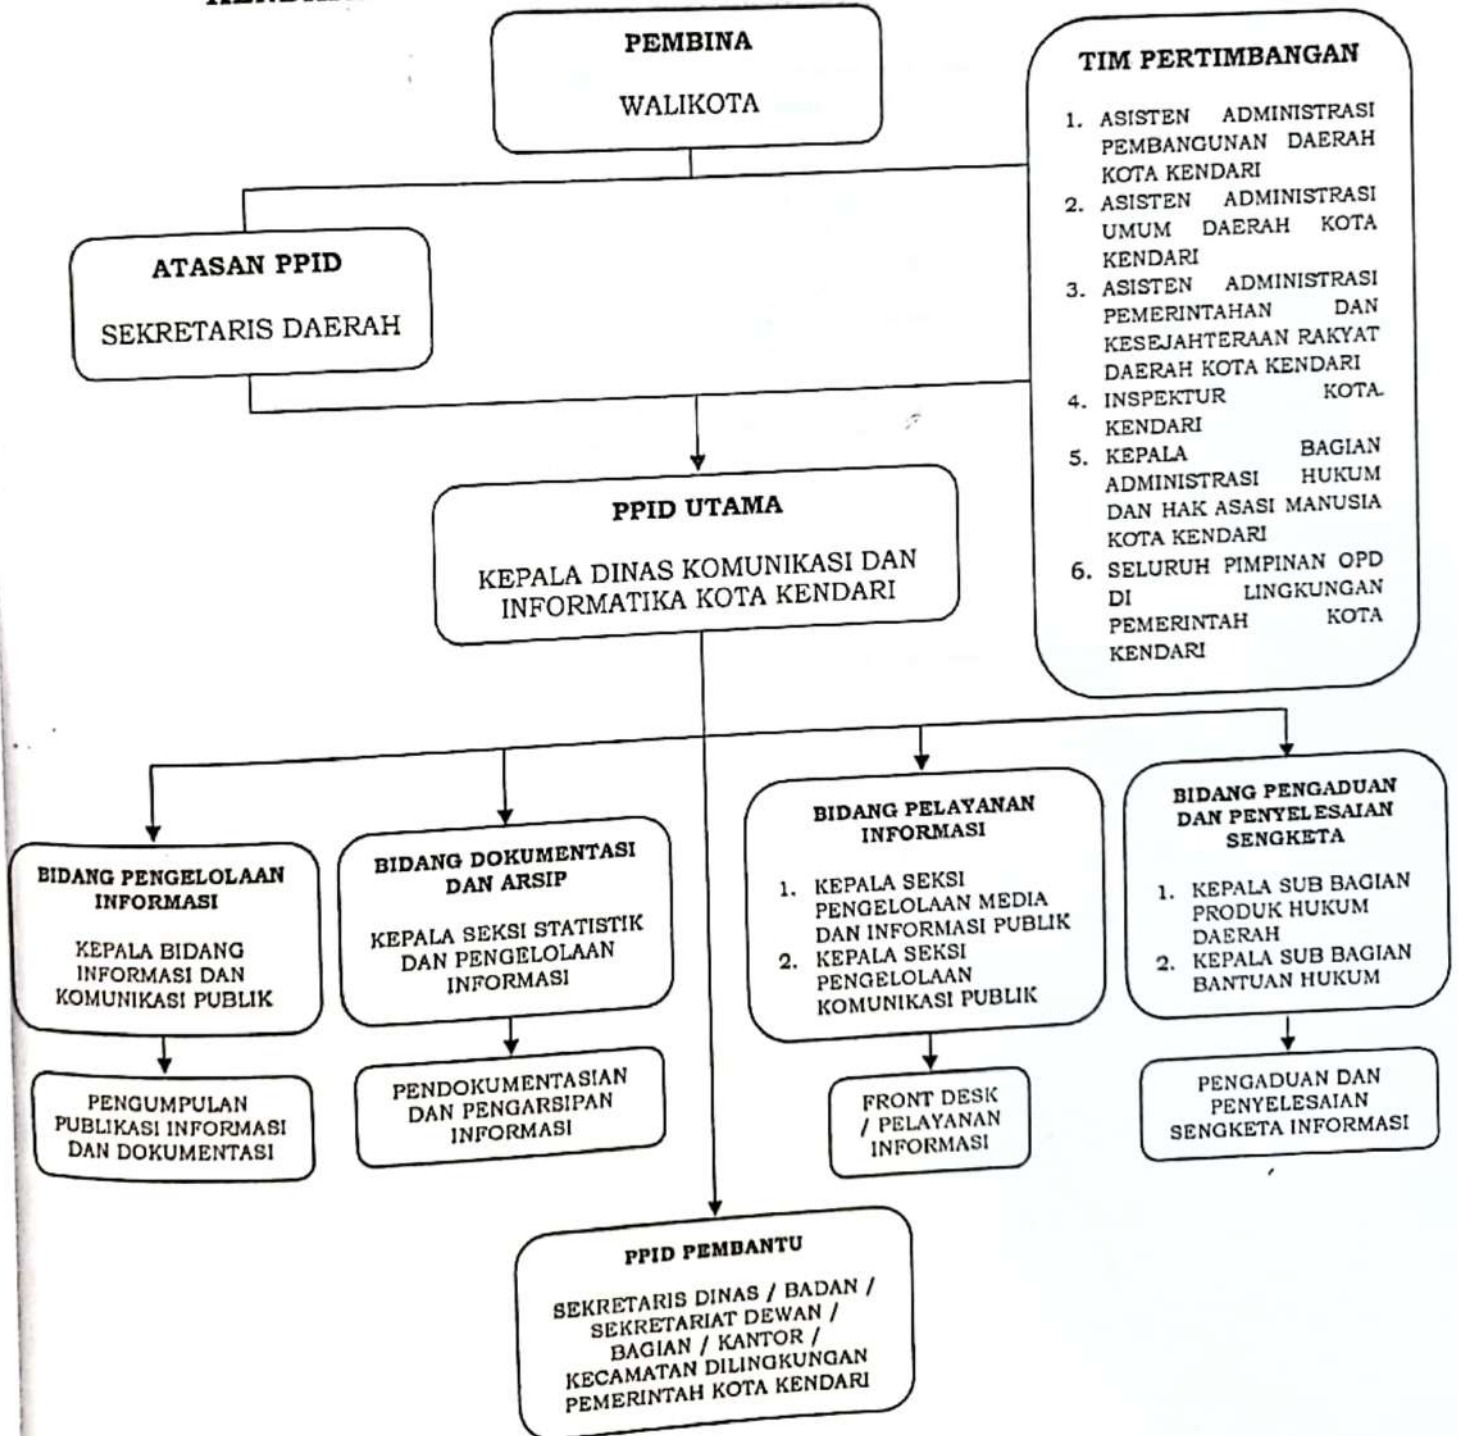 PEMBINA
WALIKOTA
TIM PERTIMBANGAN
1. ASISTEN ADMINISTRASI
PEMBANGUNAN DAERAH
KOTA KENDARI
2. ASISTEN ADMINISTRASI
UMUM DAERAH KOTA
KENDARI
3. ASISTEN ADMINISTRASI
PEMERINTAHAN DAN
KESEJAHTERAAN RAKYAT
DAERAH KOTA KENDARI
4. INSPEKTUR KOTA
KENDARI
5. KEPALA BAGIAN
ADMINISTRASI HUKUM
DAN HAK ASASI MANUSIA
KOTA KENDARI
6. SELURUH PIMPINAN OPD
DI LINGKUNGAN
PEMERINTAH KOTA
KENDARI
ATASAN PPID
SEKRETARIS DAERAH
PPID UTAMA
KEPALA DINAS KOMUNIKASI DAN
INFORMATIKA KOTA KENDARI
BIDANG PENGELOLAAN
INFORMASI
KEPALA BIDANG
INFORMASI DAN
KOMUNIKASI PUBLIK
BIDANG DOKUMENTASI
DAN ARSIP
KEPALA SEKSI STATISTIK
DAN PENGELOLAAN
INFORMASI
BIDANG PELAYANAN
INFORMASI
1. KEPALA SEKSI
PENGELOLAAN MEDIA
DAN INFORMASI PUBLIK
2. KEPALA SEKSI
PENGELOLAAN
KOMUNIKASI PUBLIK
BIDANG PENGADUAN
DAN PENYELESAIAN
SENGKETA
1. KEPALA SUB BAGIAN
PRODUK HUKUM
DAERAH
2. KEPALA SUB BAGIAN
BANTUAN HUKUM
PENGUMPULAN
PUBLIKASI INFORMASI
DAN DOKUMENTASI
PENDOKUMENTASIAN
DAN PENGARSIPAN
INFORMASI
FRONT DESK
/ PELAYANAN
INFORMASI
PENGADUAN DAN
PENYELESAIAN
SENGKETA INFORMASI
PPID PEMBANTU
SEKRETARIS DINAS / BADAN /
SEKRETARIAT DEWAN /
BAGIAN / KANTOR /
KECAMATAN DILINGKUNGAN
PEMERINTAH KOTA KENDARI